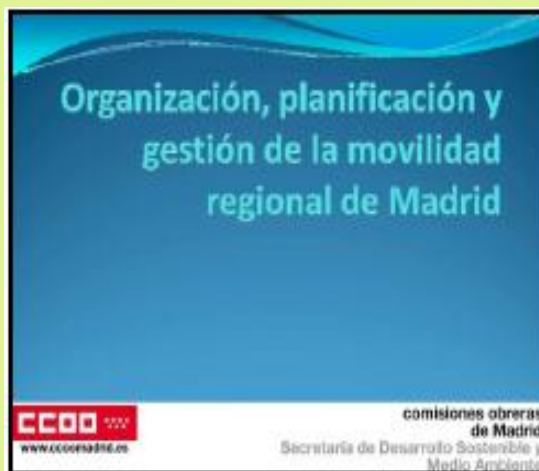 Organización, planificación y
gestión de la movilidad
regional de Madrid
CCOO
www.ccoomadrid.es
comisiones obreras
de Madrid
Secretaría de Desarrollo Sostenible y
Medio Ambiente